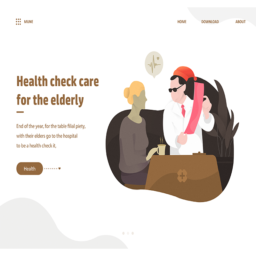 HOME DOWNLOAD ABOUT
Health check care
for the elderly
End of the year, for the table filial piety,
with their elders go to the hospital
to be a health check it.
Health